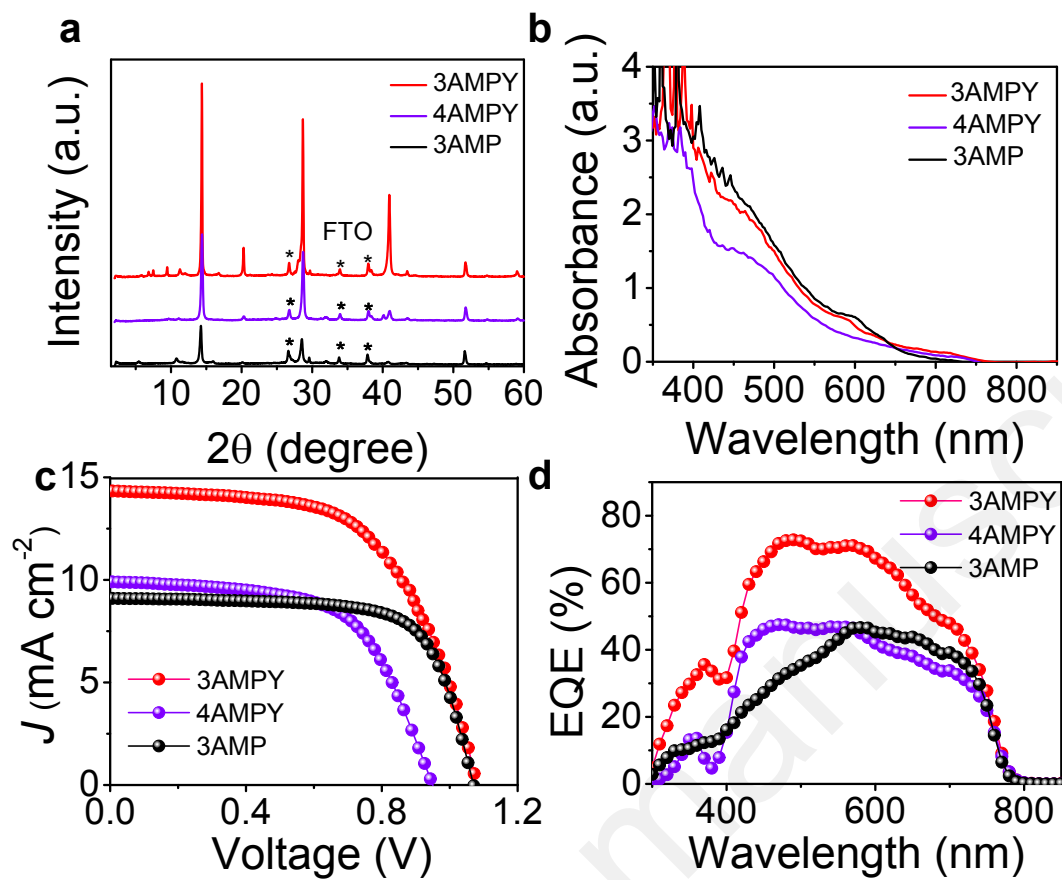 a
Intensity (a.u.)
3AMPY
4AMPY
3AMP
FTO
* * *
* * *
* * *
10 20 30 40 50 60
2θ (degree)
b
Absorbance (a.u.)
4
3
2
1
0
3AMPY
4AMPY
3AMP
400 500 600 700 800
Wavelength (nm)
c
J (mA cm⁻²)
15
10
5
0
3AMPY
4AMPY
3AMP
0.0 0.4 0.8 1.2
Voltage (V)
d
EQE (%)
80
60
40
20
0
3AMPY
4AMPY
3AMP
400 600 800
Wavelength (nm)